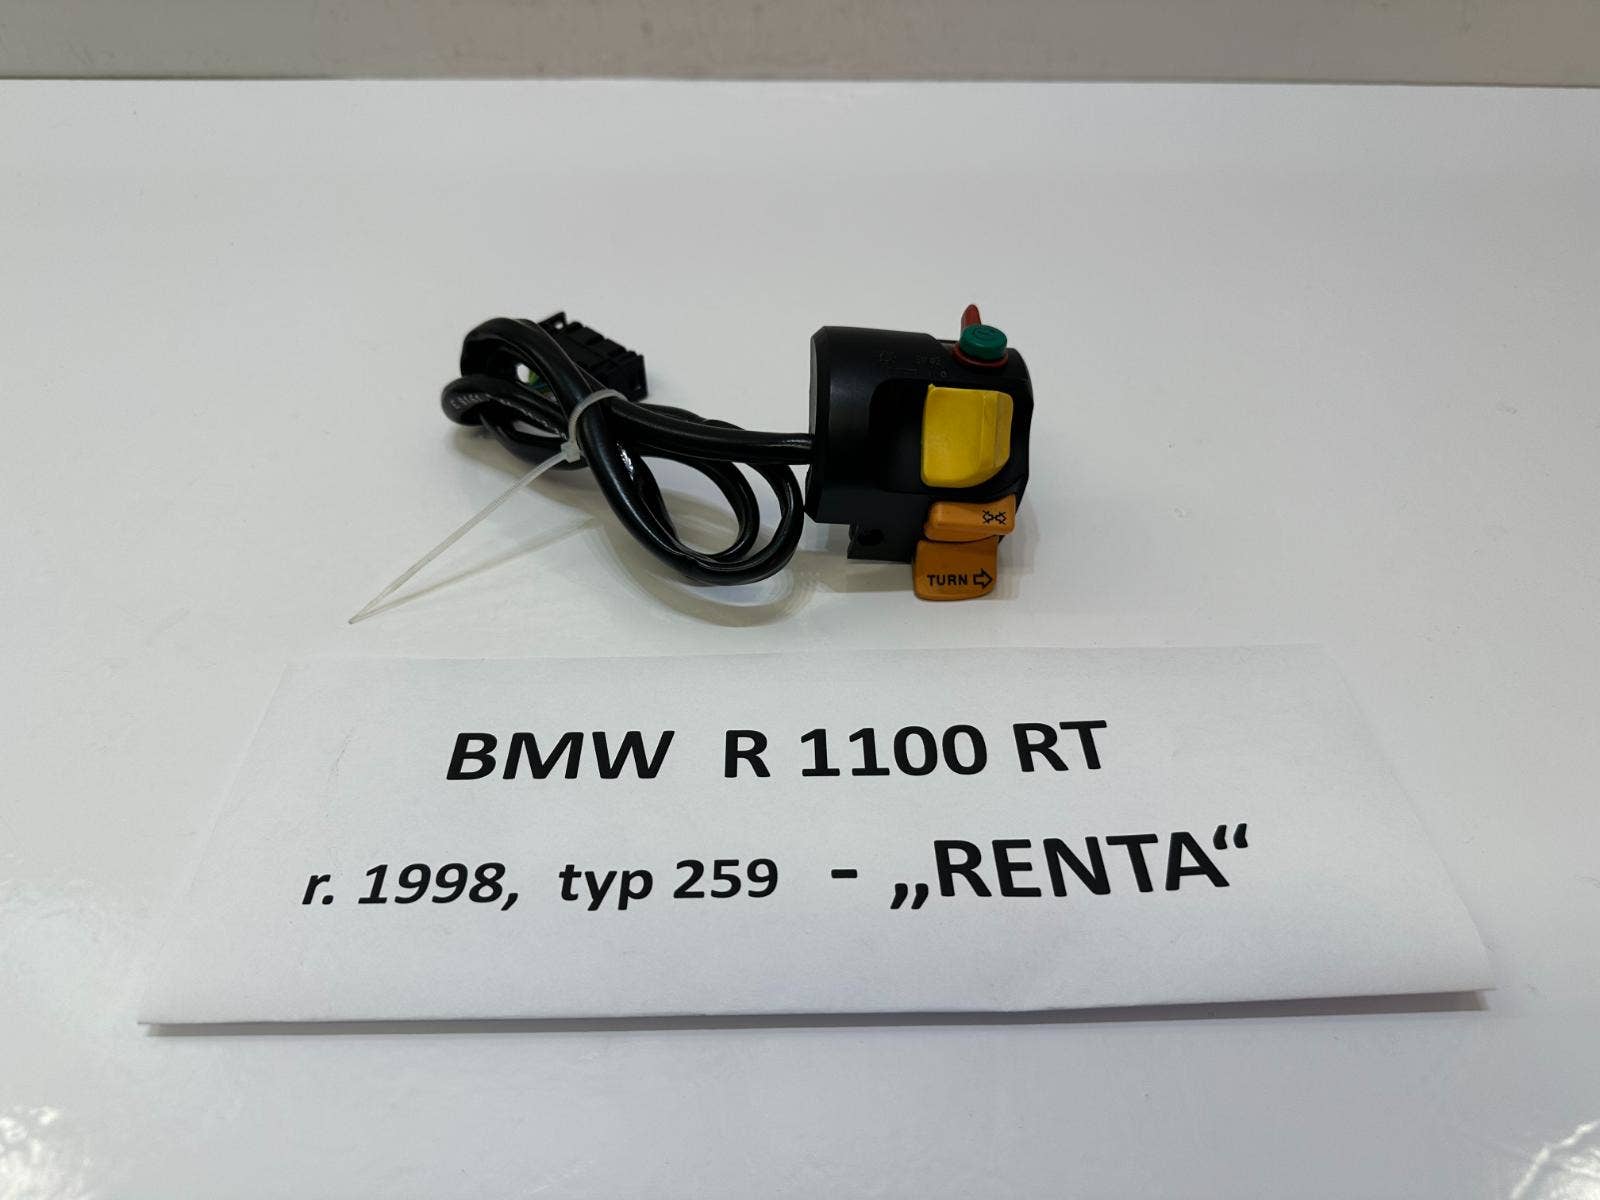 TURN
BMW R 1100 RT
r. 1998, typ 259 - „RENTA“